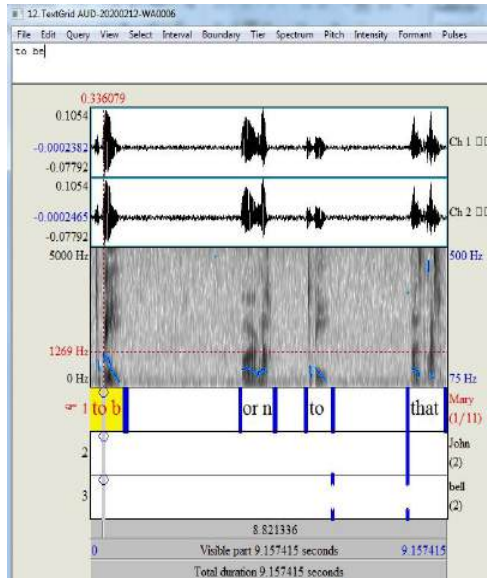 12. TextGrid AUD-20200212-WA0006
File Edit Query View Select Interval Boundary Tier Spectrum Pitch Intensity Formant Pulses
to be
0.336079
0.1054
-0.0002382
-0.07792
Ch 1
0.1054
-0.0002465
-0.07792
Ch 2
5000 Hz 500 Hz
1269 Hz
0 Hz 75 Hz
1 to b or n to that Mary
(1/11)
2 John
(2)
3 bell
(2)
8.821336
0 Visible part 9.157415 seconds 9.157415
Total duration 9.157415 seconds